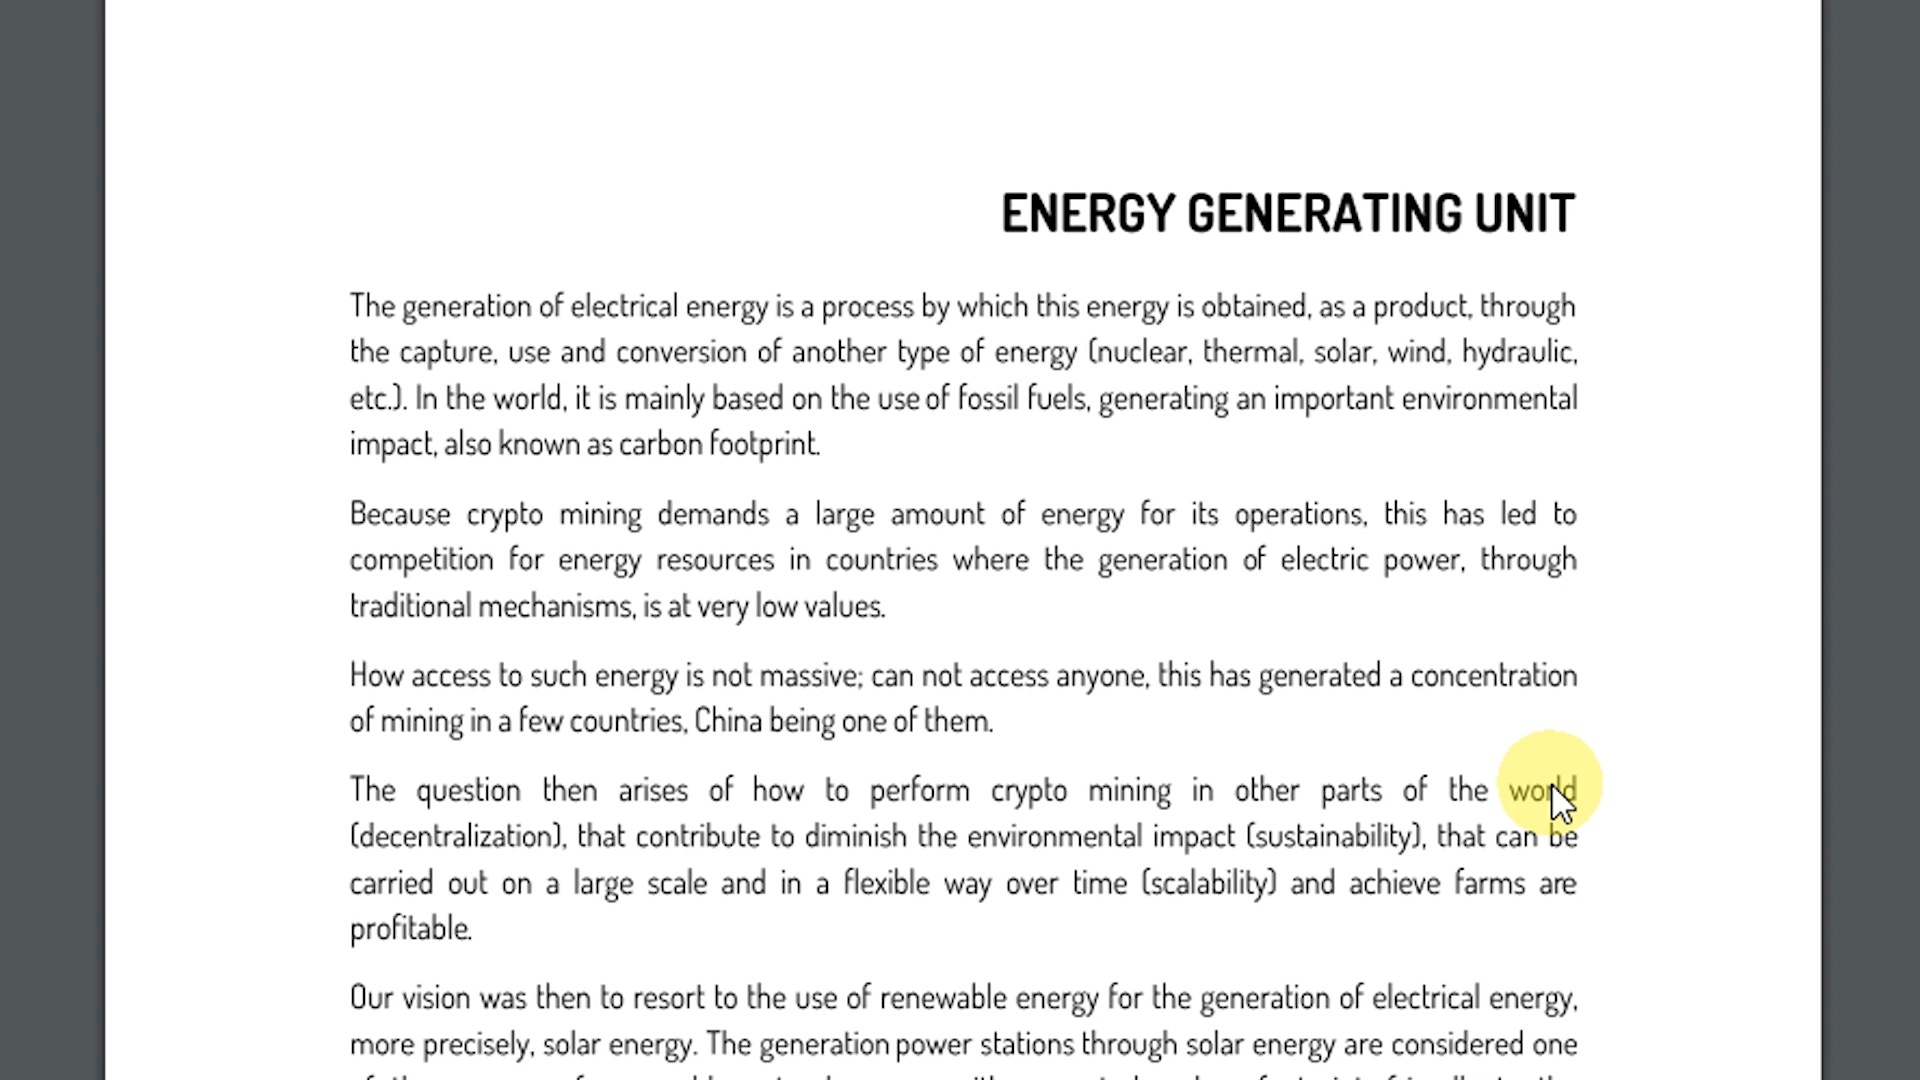 ENERGY GENERATING UNIT
The generation of electrical energy is a process by which this energy is obtained, as a product, through
the capture, use and conversion of another type of energy (nuclear, thermal, solar, wind, hydraulic,
etc.). In the world, it is mainly based on the use of fossil fuels, generating an important environmental
impact, also known as carbon footprint.
Because crypto mining demands a large amount of energy for its operations, this has led to
competition for energy resources in countries where the generation of electric power, through
traditional mechanisms, is at very low values.
How access to such energy is not massive; can not access anyone, this has generated a concentration
of mining in a few countries, China being one of them.
The question then arises of how to perform crypto mining in other parts of the world
(decentralization), that contribute to diminish the environmental impact (sustainability), that can be
carried out on a large scale and in a flexible way over time (scalability) and achieve farms are
profitable.
Our vision was then to resort to the use of renewable energy for the generation of electrical energy,
more precisely, solar energy. The generation power stations through solar energy are considered one